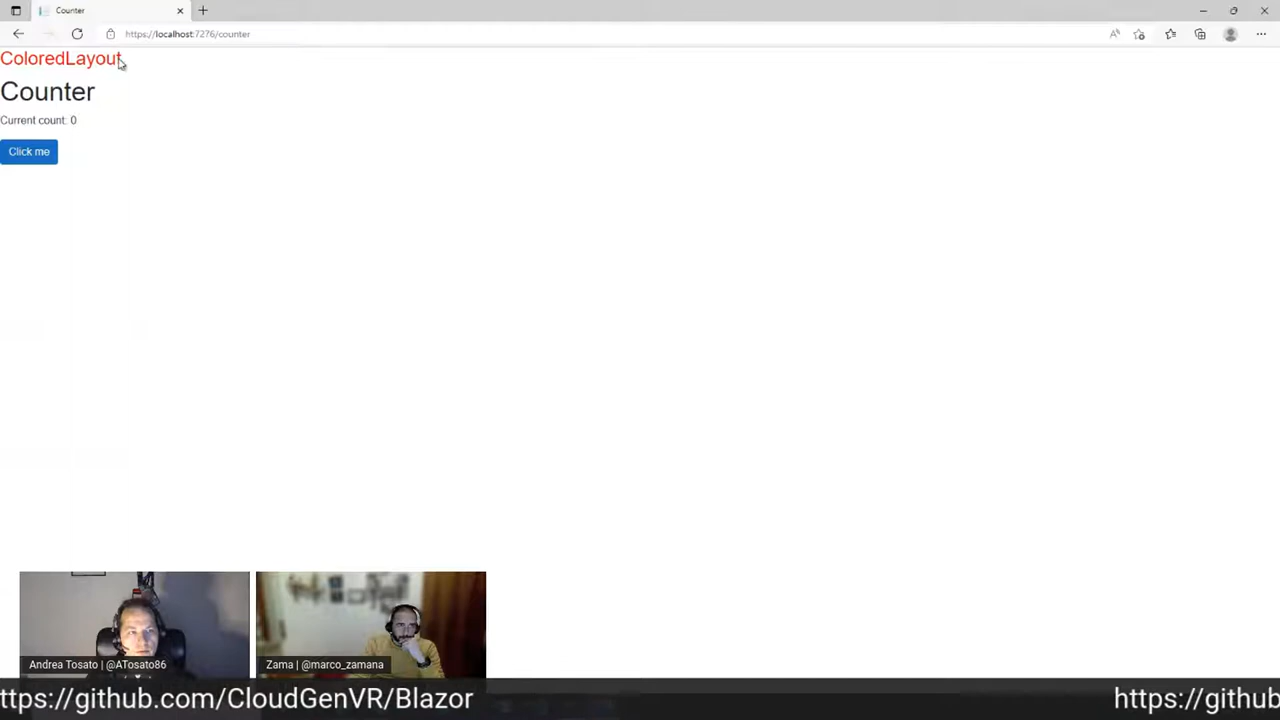 Counter
https://localhost:7276/counter
ColoredLayout
Counter
Current count: 0
Click me
Andrea Tosato | @ATosato86
Zama | @marco_zamana
ttps://github.com/CloudGenVR/Blazor
https://github